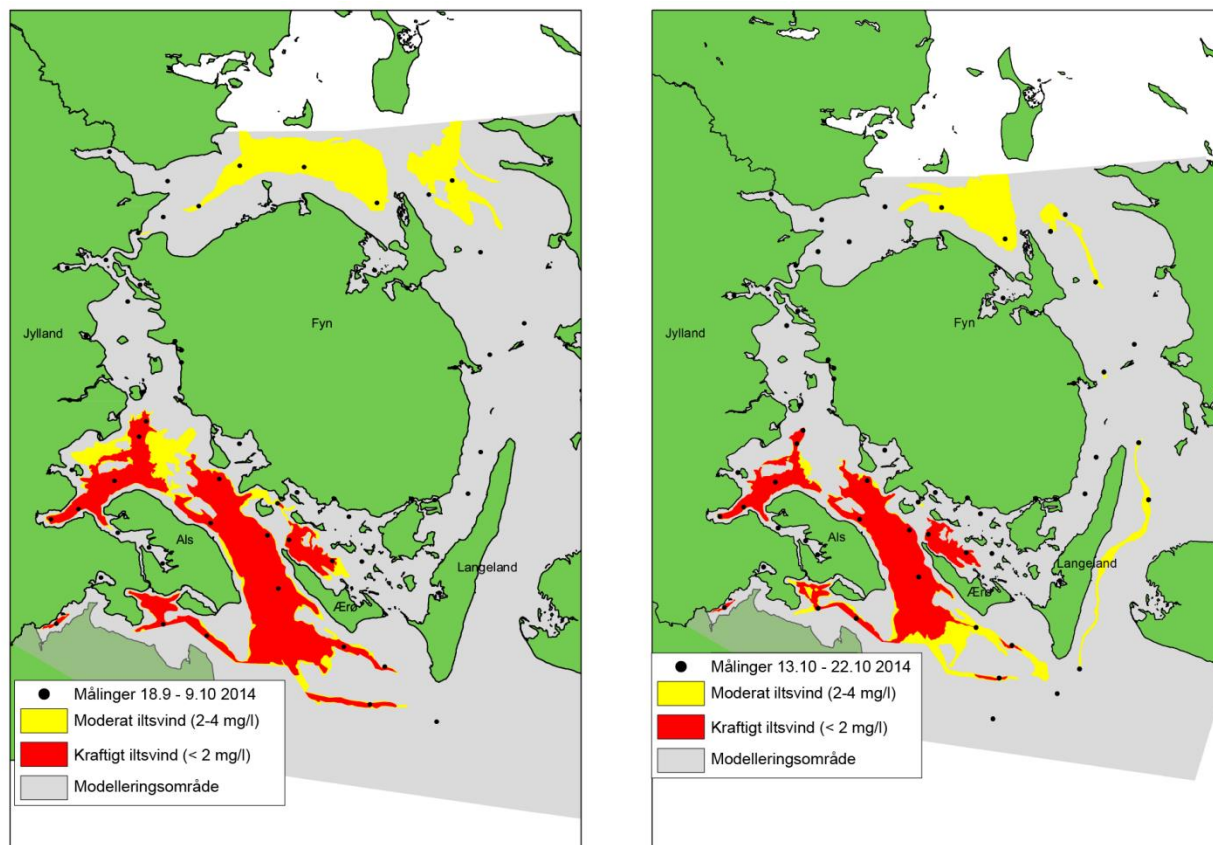 Fyn
Jylland
Als
Langeland
Ærø
Målinger 18.9 - 9.10 2014
Moderat iltsvind (2-4 mg/l)
Kraftigt iltsvind (< 2 mg/l)
Modelleringsområde
Jylland
Fyn
Als
Langeland
Ærø
Målinger 13.10 - 22.10 2014
Moderat iltsvind (2-4 mg/l)
Kraftigt iltsvind (< 2 mg/l)
Modelleringsområde